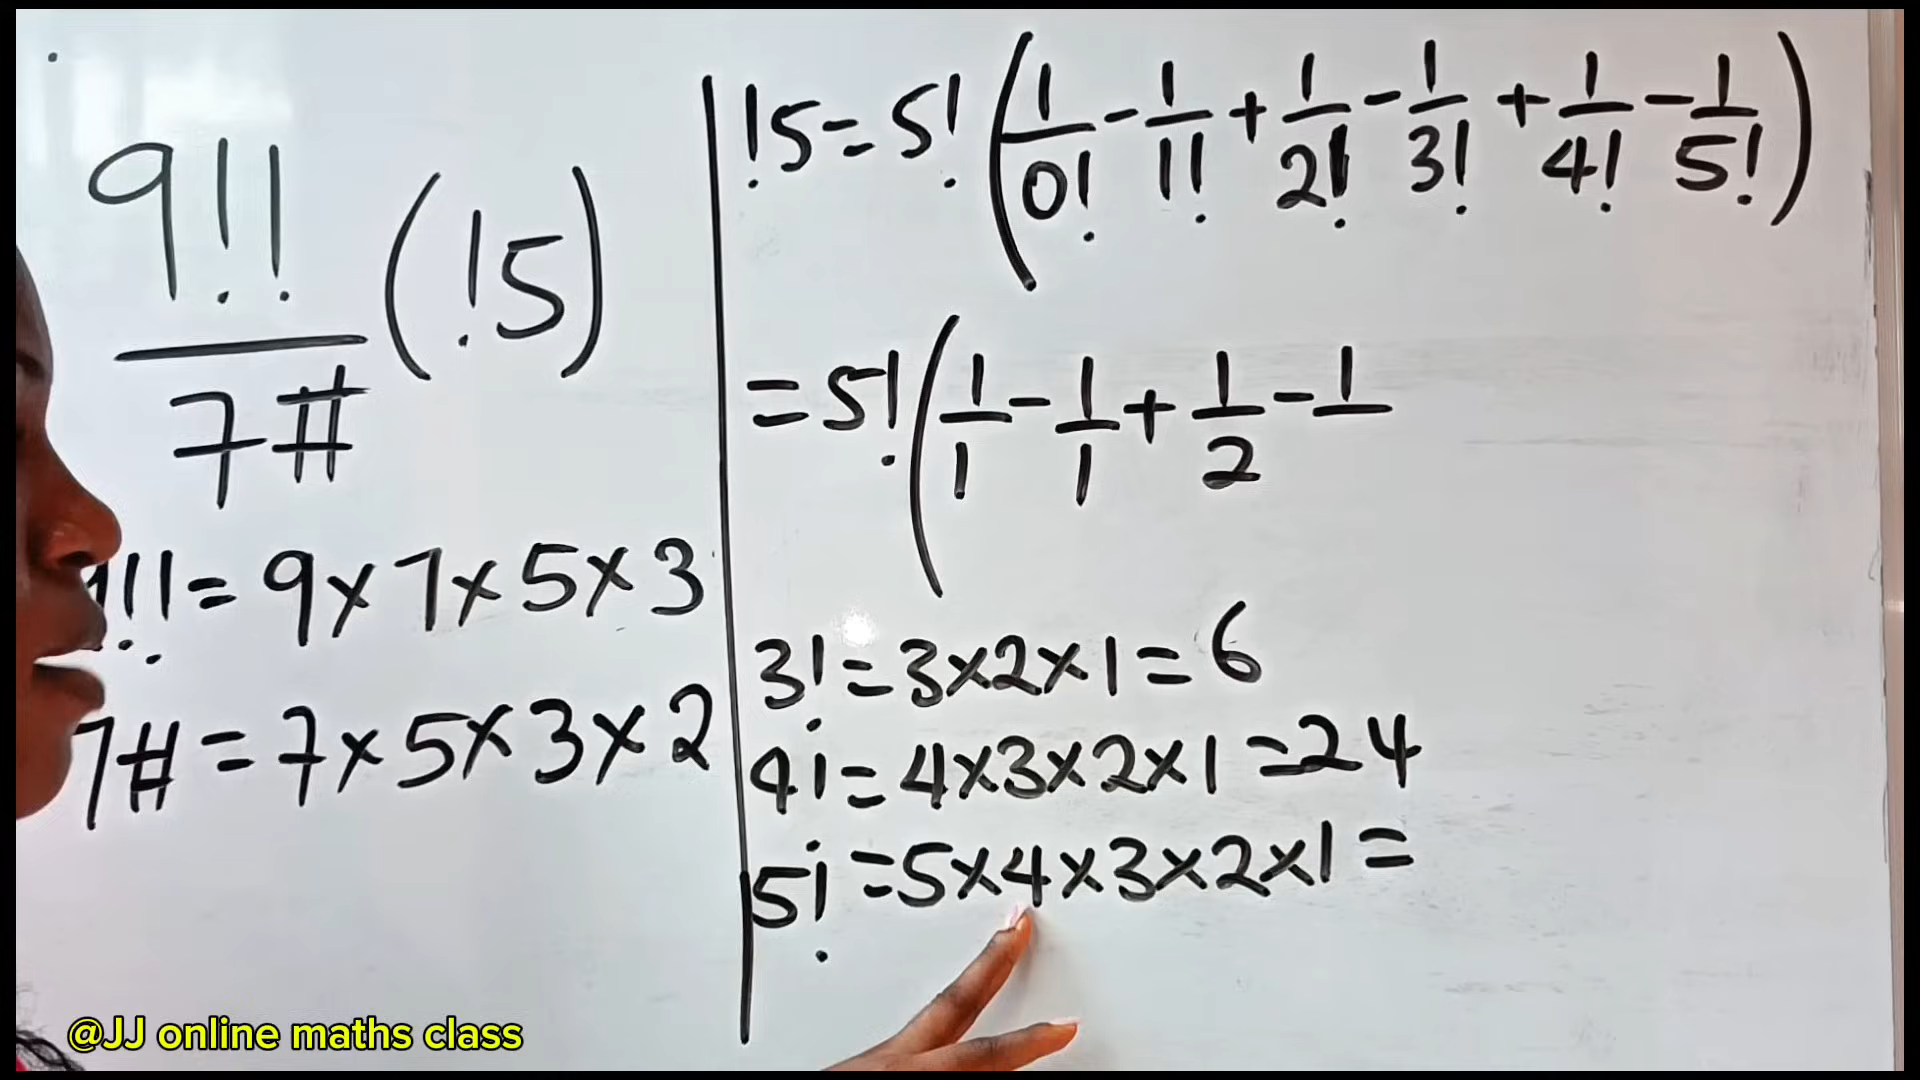 9!!
7#
(!5)
9!! = 9×7×5×3
7# = 7×5×3×2
!5 = 5!(1/0! - 1/1! + 1/2! - 1/3! + 1/4! - 1/5!)
= 5!(1/1 - 1/1 + 1/2 - 1/
3! = 3×2×1 = 6
4! = 4×3×2×1 = 24
5! = 5×4×3×2×1 =
@JJ online maths class